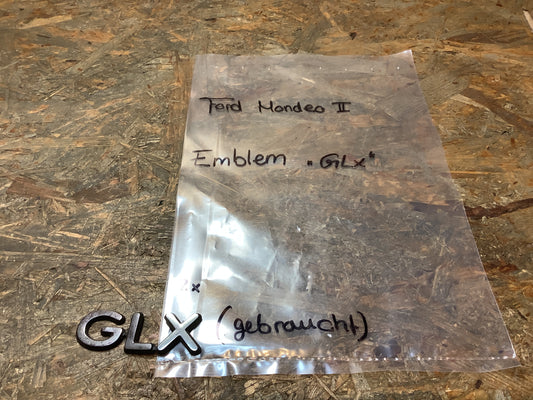 Ford Mondeo II
Emblem "GLX"
x
GLX (gebraucht)